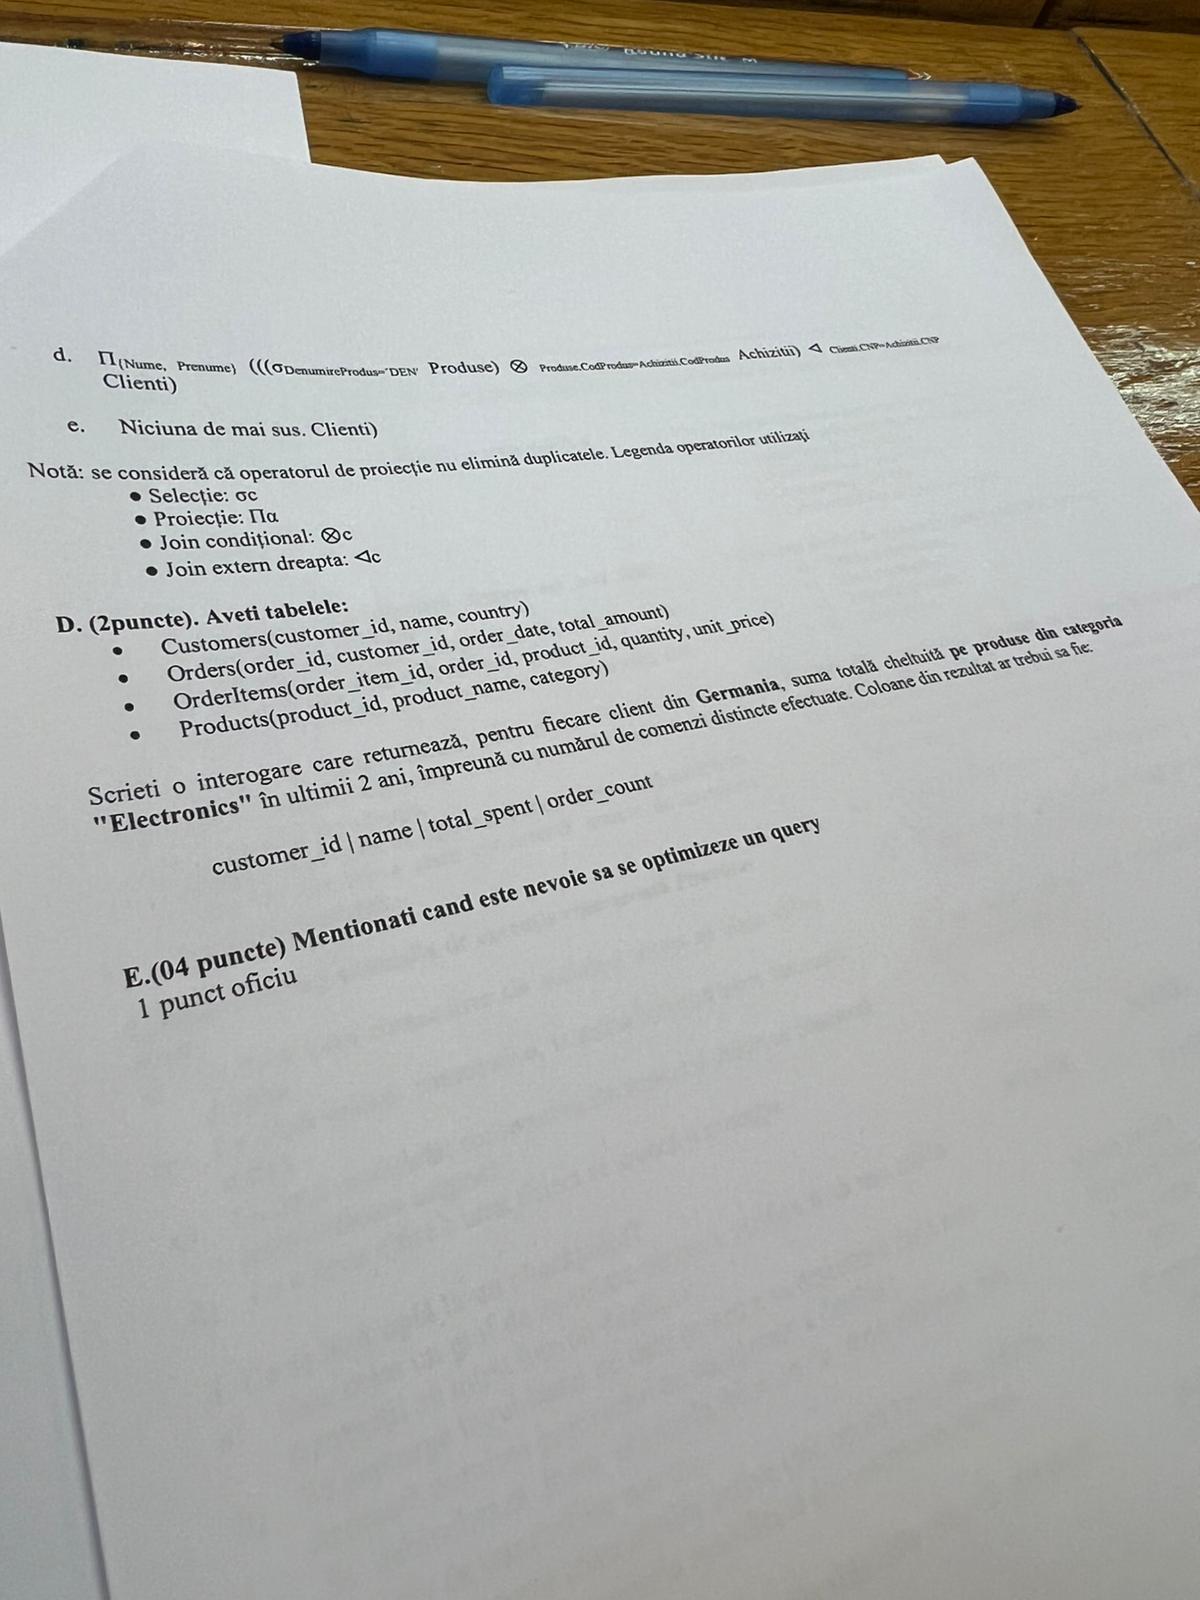 Round Stic M
d. Π{Nume, Prenume} (((σDenumireProdus='DEN' Produse) ⊗ Produse.CodProdus=Achizitii.CodProdus Achizitii) ◁ Clienti.CNP=Achizitii.CNP
Clienti)
e. Niciuna de mai sus. Clienti)
Notă: se consideră că operatorul de proiecție nu elimină duplicatele. Legenda operatorilor utilizați
● Selecție: σc
● Proiecție: Πα
● Join condițional: ⊗c
● Join extern dreapta: ◁c
D. (2puncte). Aveti tabelele:
● Customers(customer_id, name, country)
● Orders(order_id, customer_id, order_date, total_amount)
● OrderItems(order_item_id, order_id, product_id, quantity, unit_price)
● Products(product_id, product_name, category)
Scrieti o interogare care returnează, pentru fiecare client din Germania, suma totală cheltuită pe produse din categoria
"Electronics" în ultimii 2 ani, împreună cu numărul de comenzi distincte efectuate. Coloane din rezultat ar trebui sa fie:
customer_id | name | total_spent | order_count
E.(04 puncte) Mentionati cand este nevoie sa se optimizeze un query
1 punct oficiu